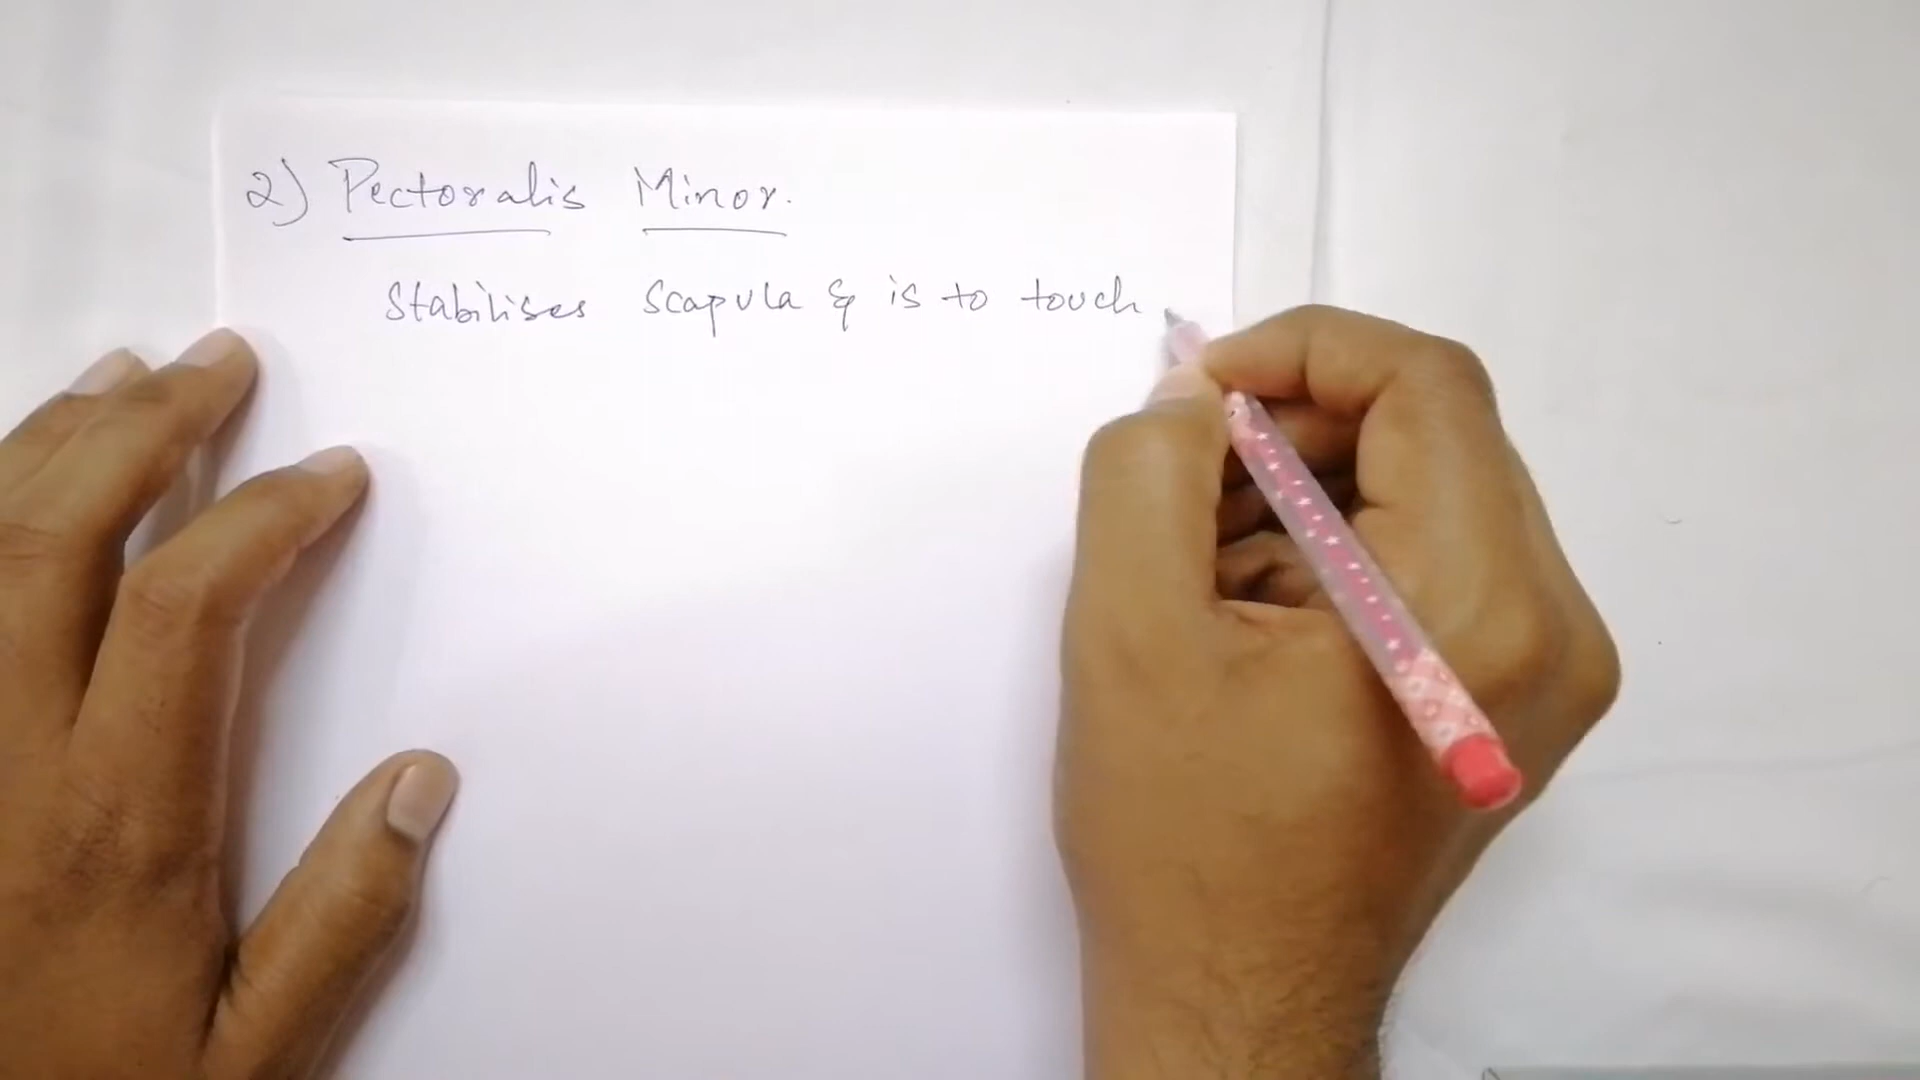 2) Pectoralis Minor.
Stabilises Scapula & is to touch